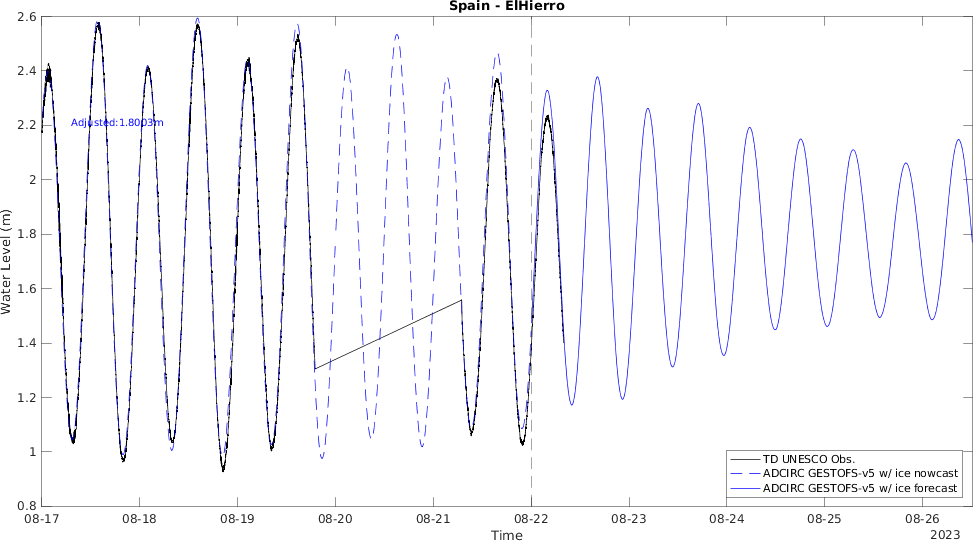 Spain - ElHierro
2.6
2.4
2.2
2
1.8
1.6
1.4
1.2
1
0.8
Water Level (m)
Adjusted:1.8003m
TD UNESCO Obs.
ADCIRC GESTOFS-v5 w/ ice nowcast
ADCIRC GESTOFS-v5 w/ ice forecast
08-17 08-18 08-19 08-20 08-21 08-22 08-23 08-24 08-25 08-26
Time
2023